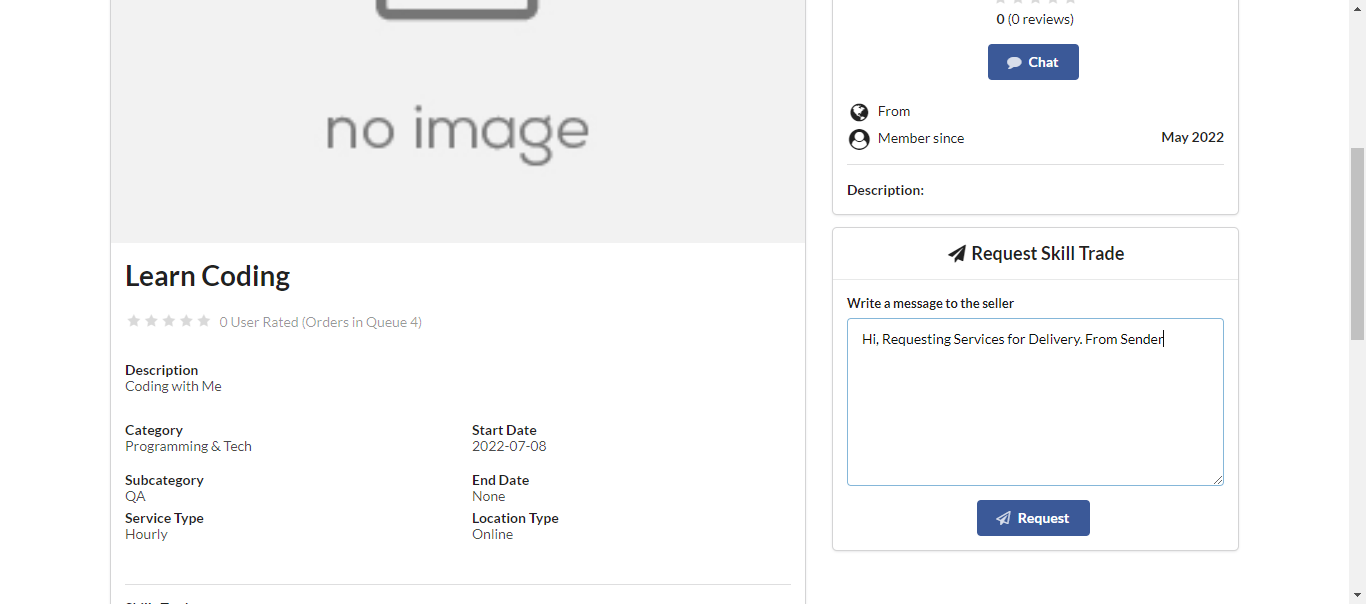 no image
Learn Coding
0 User Rated (Orders in Queue 4)
Description
Coding with Me
Category
Programming & Tech
Start Date
2022-07-08
Subcategory
QA
End Date
None
Service Type
Hourly
Location Type
Online
0 (0 reviews)
Chat
From
Member since May 2022
Description:
Request Skill Trade
Write a message to the seller
Hi, Requesting Services for Delivery. From Sender
Request